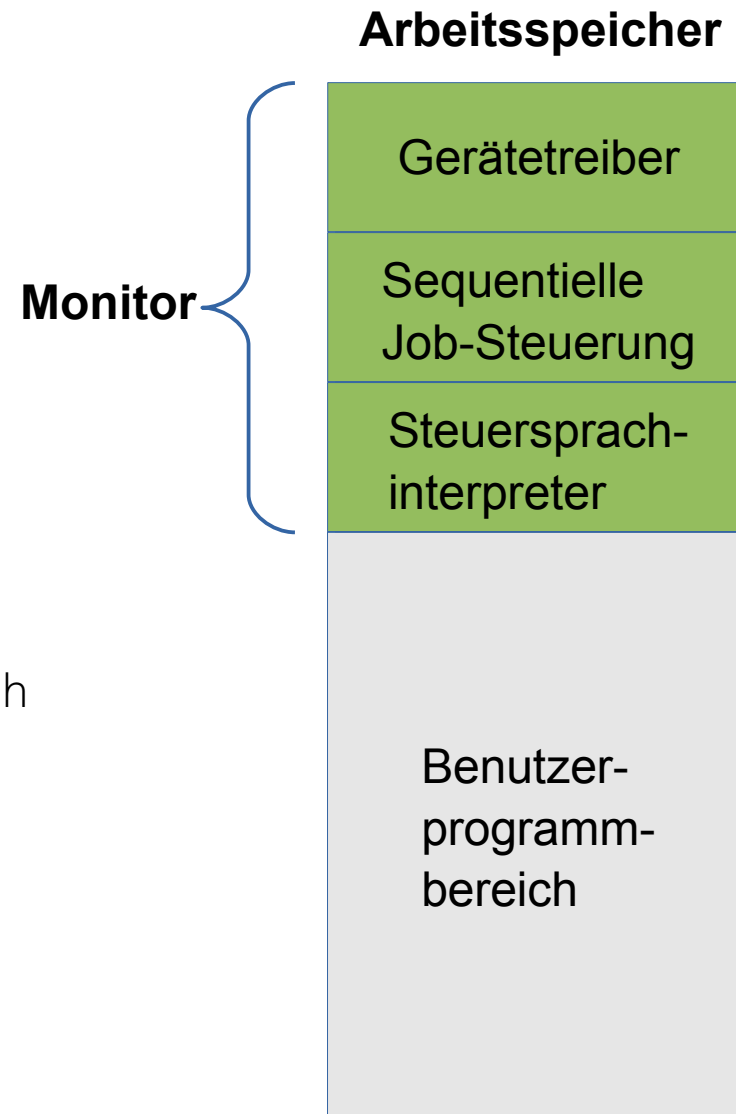 Arbeitsspeicher
Gerätetreiber
Monitor
Sequentielle
Job-Steuerung
Steuersprach-
interpreter
h
Benutzer-
programm-
bereich